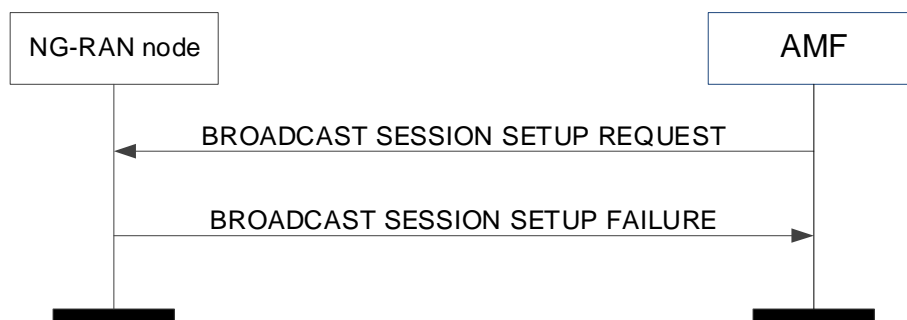 NG-RAN node
AMF
BROADCAST SESSION SETUP REQUEST
BROADCAST SESSION SETUP FAILURE